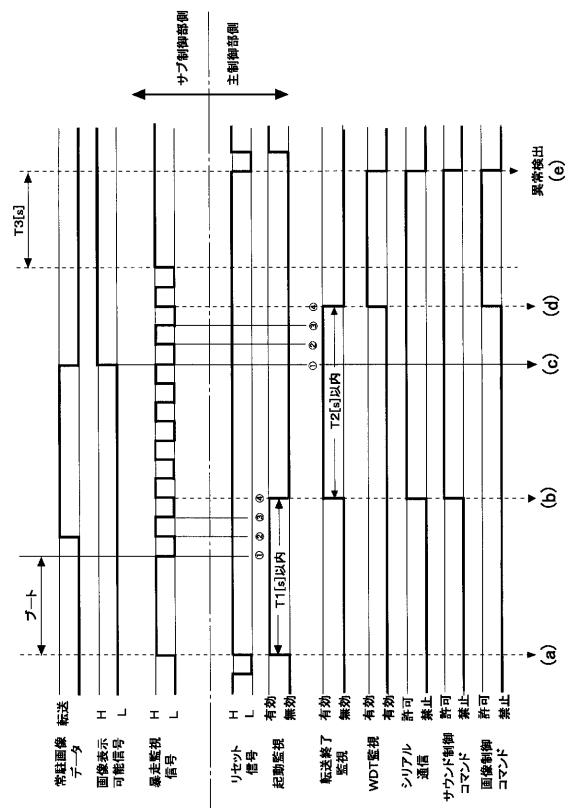 サブ制御部側
主制御部側
常駐画像
データ
転送
画像表示
可能信号
H
L
ブート
T3[s]
暴走監視
信号
H
L
リセット
信号
H
L
① ② ③ ④
① ② ③ ④
起動監視
有効
無効
T1[s]以内
転送終了
監視
有効
無効
T2[s]以内
WDT監視
有効
有効
シリアル
通信
許可
禁止
サウンド制御
コマンド
許可
禁止
画像制御
コマンド
許可
禁止
(a)
(b)
(c)
(d)
異常検出
(e)